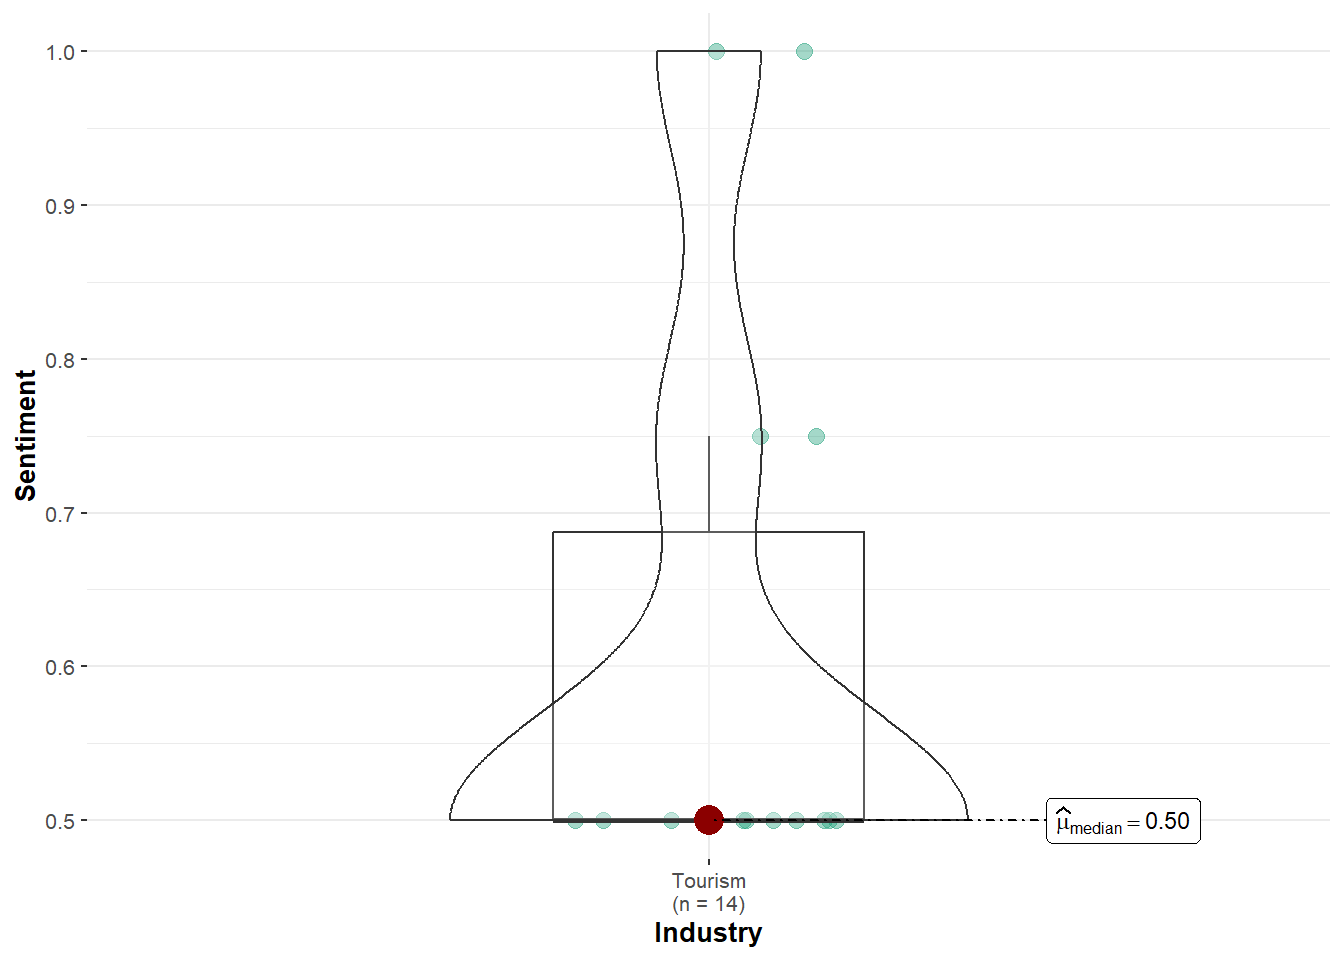 1.0
0.9
0.8
0.7
0.6
0.5
Sentiment
μ̂median = 0.50
Tourism
(n = 14)
Industry